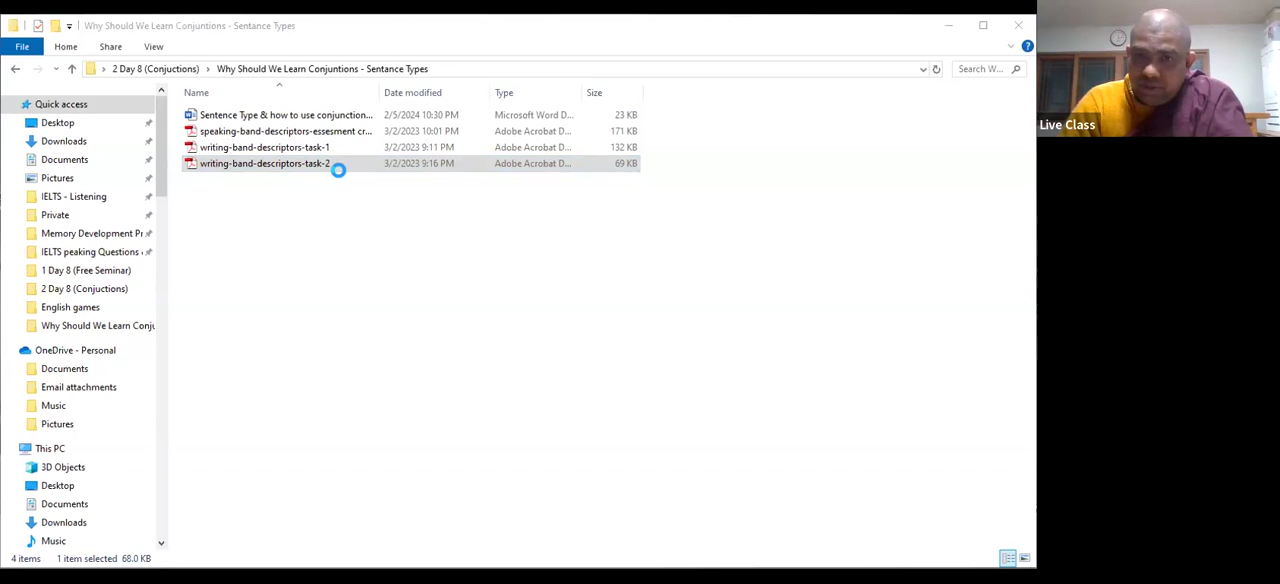 Why Should We Learn Conjuntions - Sentance Types
File Home Share View
2 Day 8 (Conjuctions) Why Should We Learn Conjuntions - Sentance Types
Search W...
Name Date modified Type Size
Sentence Type & how to use conjunction... 2/5/2024 10:30 PM Microsoft Word D... 23 KB
speaking-band-descriptors-essesment cr... 3/2/2023 10:01 PM Adobe Acrobat D... 171 KB
writing-band-descriptors-task-1 3/2/2023 9:11 PM Adobe Acrobat D... 132 KB
writing-band-descriptors-task-2 3/2/2023 9:16 PM Adobe Acrobat D... 69 KB
Quick access
Desktop
Downloads
Documents
Pictures
IELTS - Listening
Private
Memory Development Pr
IELTS peaking Questions
1 Day 8 (Free Seminar)
2 Day 8 (Conjuctions)
English games
Why Should We Learn Conju
OneDrive - Personal
Documents
Email attachments
Music
Pictures
This PC
3D Objects
Desktop
Documents
Downloads
Music
4 items 1 item selected 68.0 KB
Live Class